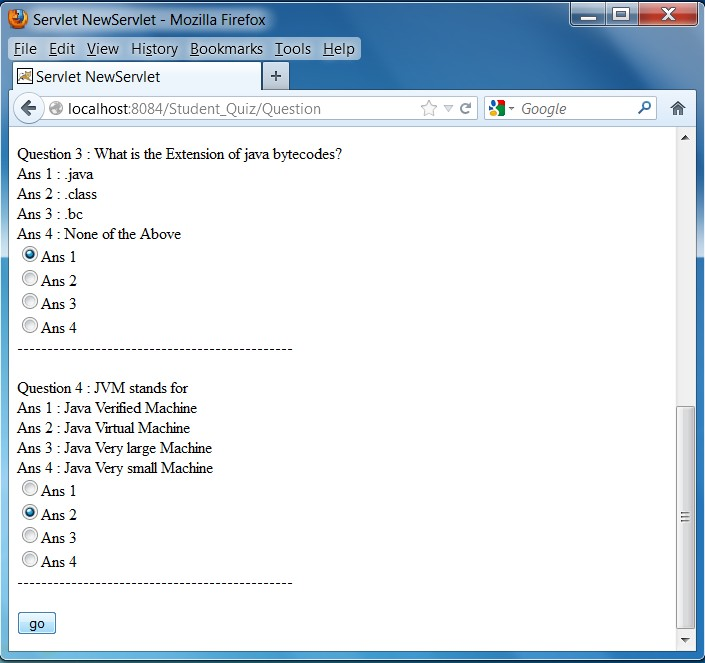 Servlet NewServlet - Mozilla Firefox
File Edit View History Bookmarks Tools Help
Servlet NewServlet
localhost:8084/Student_Quiz/Question
Google
Question 3 : What is the Extension of java bytecodes?
Ans 1 : .java
Ans 2 : .class
Ans 3 : .bc
Ans 4 : None of the Above
Ans 1
Ans 2
Ans 3
Ans 4
----------------------------------------------
Question 4 : JVM stands for
Ans 1 : Java Verified Machine
Ans 2 : Java Virtual Machine
Ans 3 : Java Very large Machine
Ans 4 : Java Very small Machine
Ans 1
Ans 2
Ans 3
Ans 4
----------------------------------------------
go